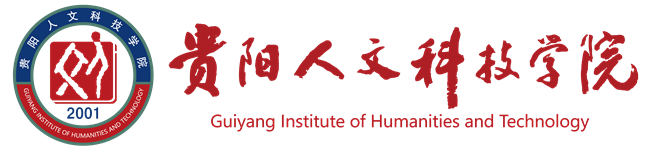 贵阳人文科技学院
2001
GUIYANG INSTITUTE OF HUMANITIES AND TECHNOLOGY
贵阳人文科技学院
Guiyang Institute of Humanities and Technology